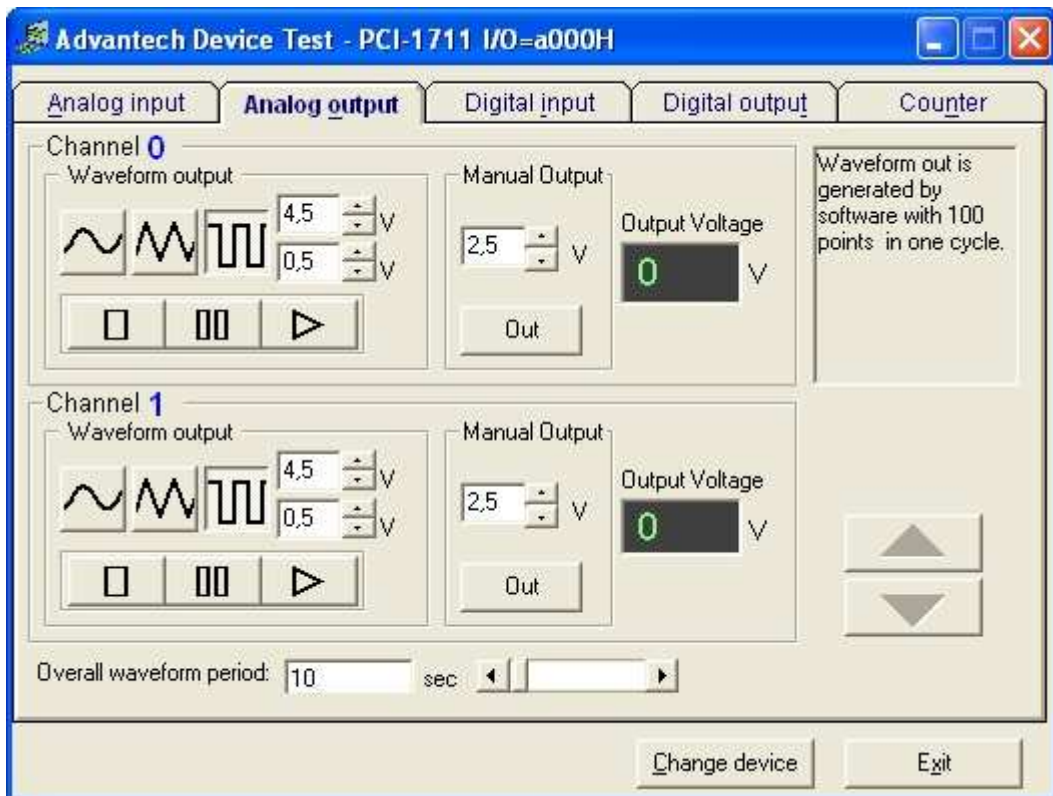 Advantech Device Test - PCI-1711 I/O=a000H
Analog input
Analog output
Digital input
Digital output
Counter
Channel 0
Waveform output
4,5 V
0,5 V
Manual Output
2,5 V
Out
Output Voltage
0 V
Waveform out is
generated by
software with 100
points in one cycle.
Channel 1
Waveform output
4,5 V
0,5 V
Manual Output
2,5 V
Out
Output Voltage
0 V
Overall waveform period: 10 sec
Change device
Exit